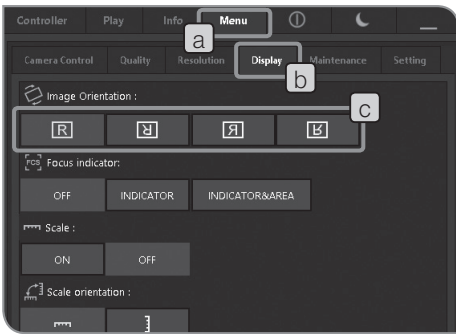 Controller Play Info Menu
a
Camera Control Quality Resolution Display Maintenance Setting
b
Image Orientation :
c
R R R R
FCS Focus indicator:
OFF INDICATOR INDICATOR&AREA
Scale :
ON OFF
Scale orientation :